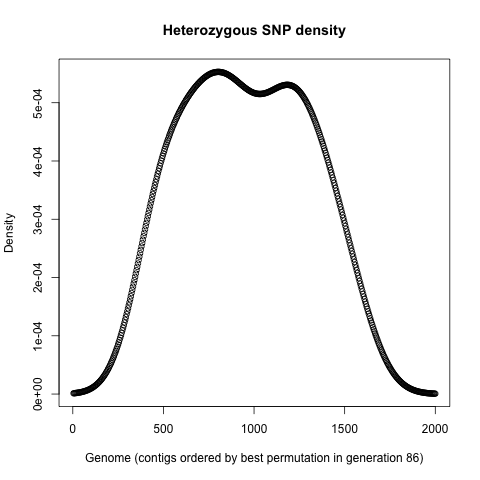 Heterozygous SNP density
Density
5e-04
4e-04
3e-04
2e-04
1e-04
0e+00
0 500 1000 1500 2000
Genome (contigs ordered by best permutation in generation 86)